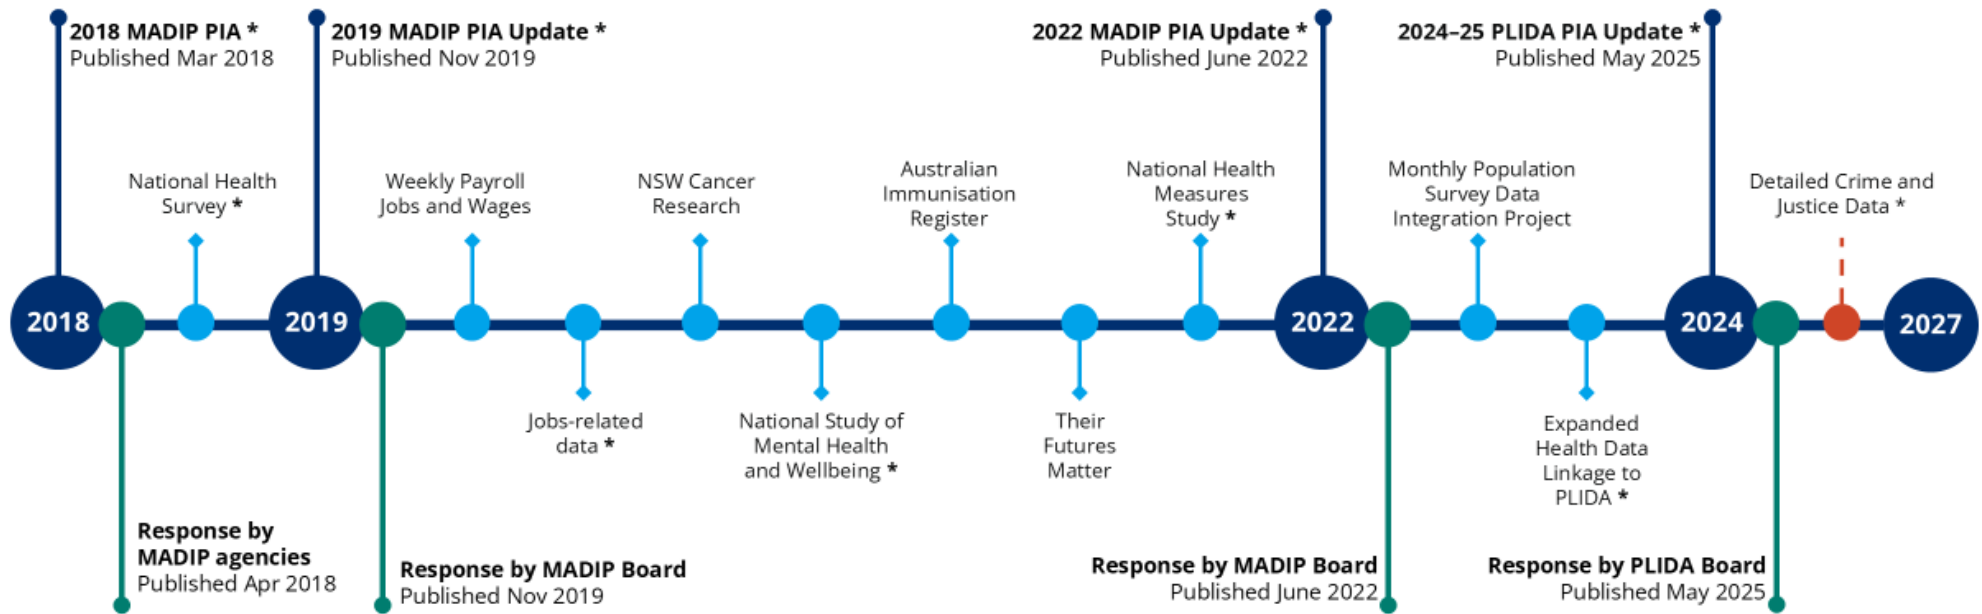 2018 MADIP PIA *
Published Mar 2018
2019 MADIP PIA Update *
Published Nov 2019
2022 MADIP PIA Update *
Published June 2022
2024–25 PLIDA PIA Update *
Published May 2025
National Health
Survey *
Weekly Payroll
Jobs and Wages
NSW Cancer
Research
Australian
Immunisation
Register
National Health
Measures
Study *
Monthly Population
Survey Data
Integration Project
Detailed Crime and
Justice Data *
2018
2019
2022
2024
2027
Jobs-related
data *
National Study of
Mental Health
and Wellbeing *
Their
Futures
Matter
Expanded
Health Data
Linkage to
PLIDA *
Response by
MADIP agencies
Published Apr 2018
Response by MADIP Board
Published Nov 2019
Response by MADIP Board
Published June 2022
Response by PLIDA Board
Published May 2025